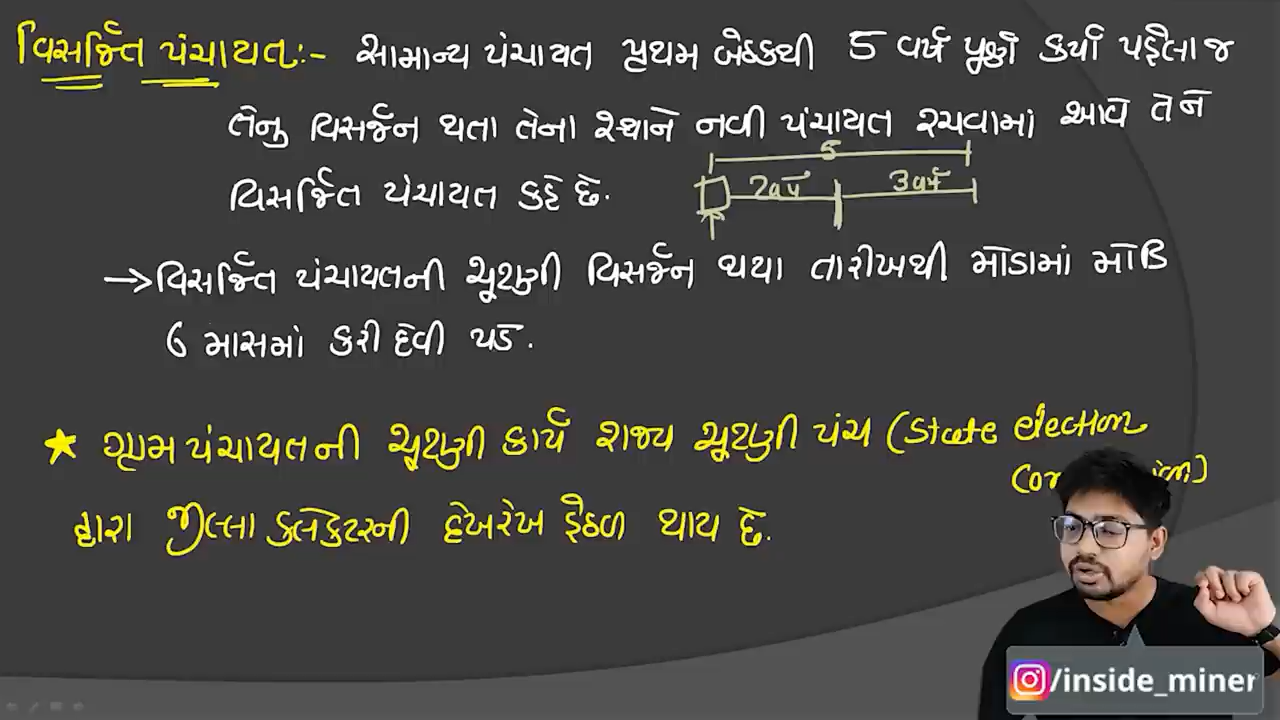 વિસર્જિત પંચાયત :- સામાન્ય પંચાયત પ્રથમ બેઠકથી 5 વર્ષ પૂર્ણ કર્યા પહેલા જ
તેનુ વિસર્જન થતા તેના સ્થાને નવી પંચાયત રચવામાં આવે તેને
વિસર્જિત પંચાયત કહે છે.
5
2વર્ષ 3વર્ષ
→વિસર્જિત પંચાયતની ચૂંટણી વિસર્જન થયા તારીખથી મોડામાં મોડા
6 માસમાં કરી દેવી પડે.
★ ગ્રામ પંચાયતની ચૂંટણી કાર્ય રાજ્ય ચૂંટણી પંચ (State election
દ્વારા જીલ્લા કલેકટરની દેખરેખ હેઠળ થાય છે.
/inside_miner